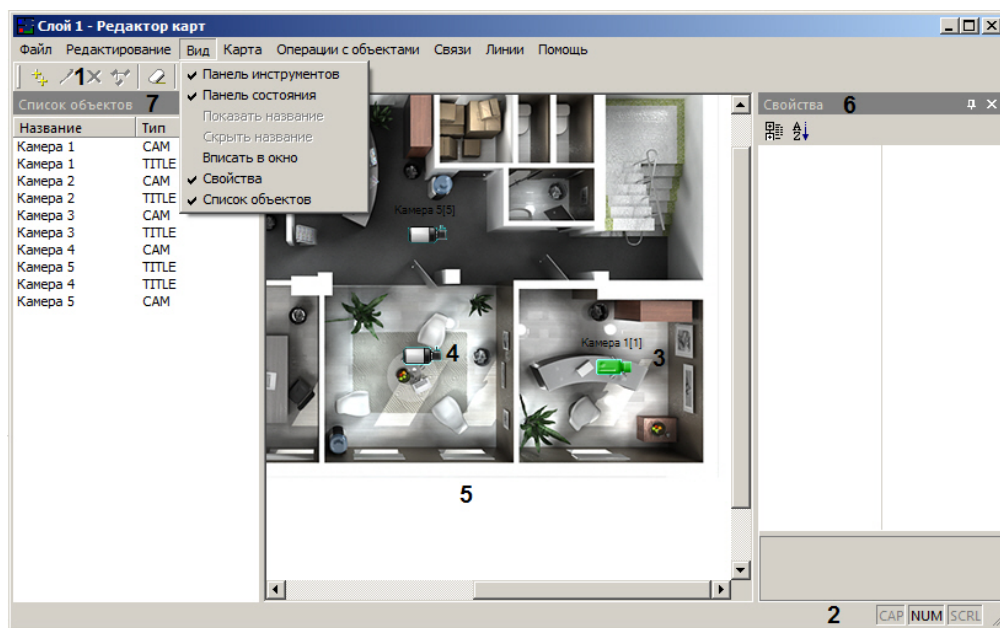 Слой 1 - Редактор карт
Файл Редактирование Вид Карта Операции с объектами Связи Линии Помощь
1
Панель инструментов
Панель состояния
Показать название
Скрыть название
Вписать в окно
Свойства
Список объектов
Список объектов 7
Название Тип
Камера 1 CAM
Камера 1 TITLE
Камера 2 CAM
Камера 2 TITLE
Камера 3 CAM
Камера 3 TITLE
Камера 4 CAM
Камера 5 TITLE
Камера 4 TITLE
Камера 5 CAM
Камера 5[5]
Камера 1[1]
3
4
5
Свойства 6
2 CAP NUM SCRL